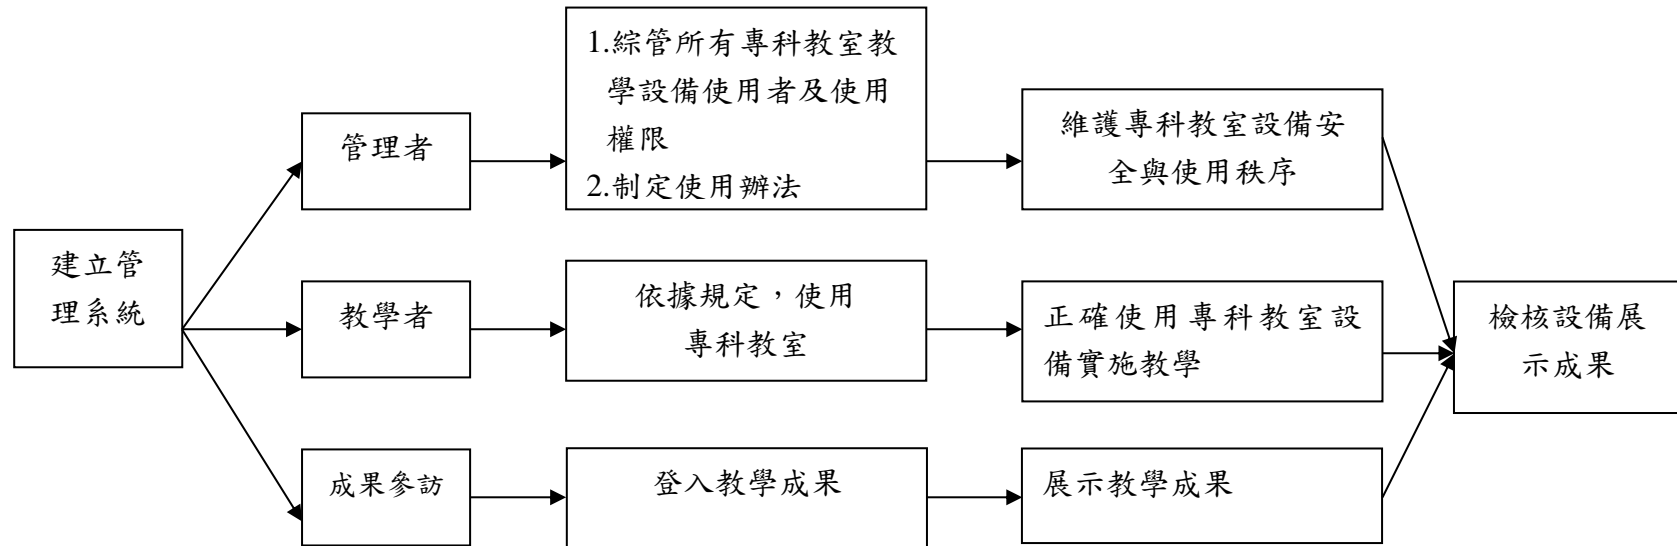 建立管
理系統
管理者
1.綜管所有專科教室教
學設備使用者及使用
權限
2.制定使用辦法
維護專科教室設備安
全與使用秩序
教學者
依據規定，使用
專科教室
正確使用專科教室設
備實施教學
成果參訪
登入教學成果
展示教學成果
檢核設備展
示成果